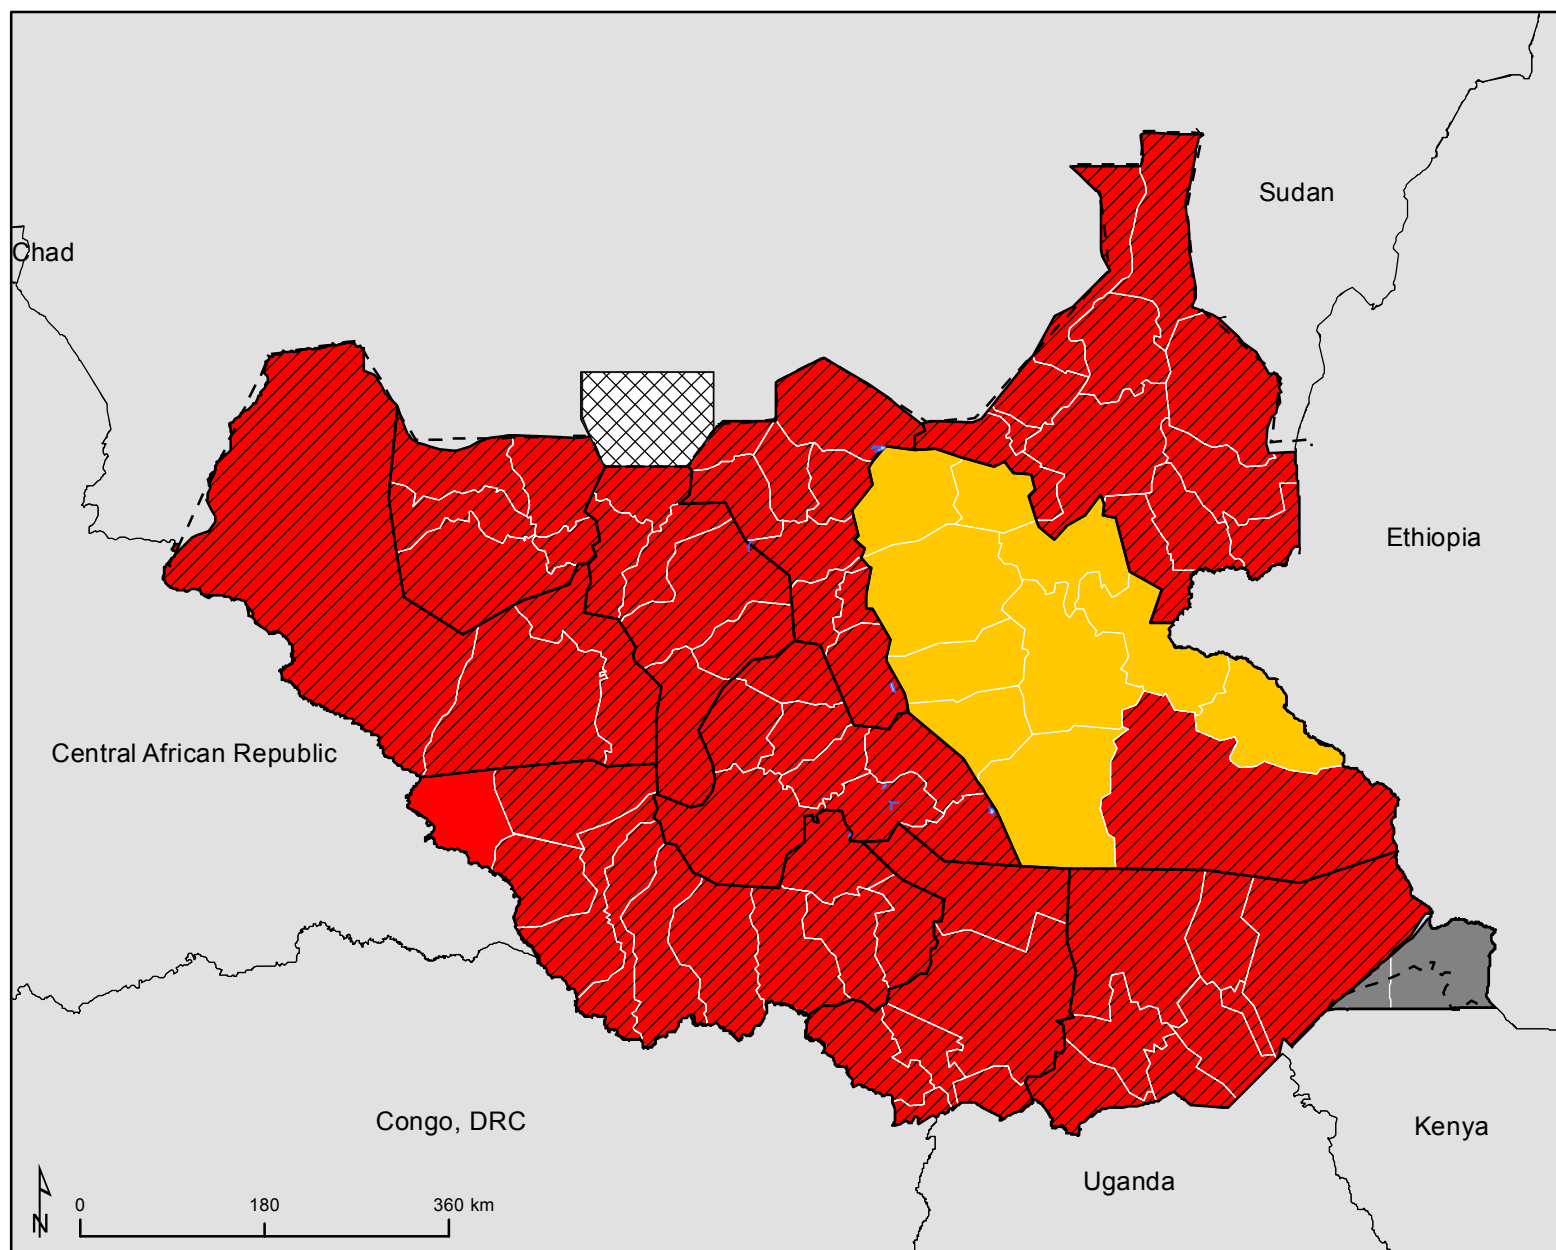 Sudan
Chad
Ethiopia
Central African Republic
Congo, DRC
Kenya
Uganda
N
0 180 360 km